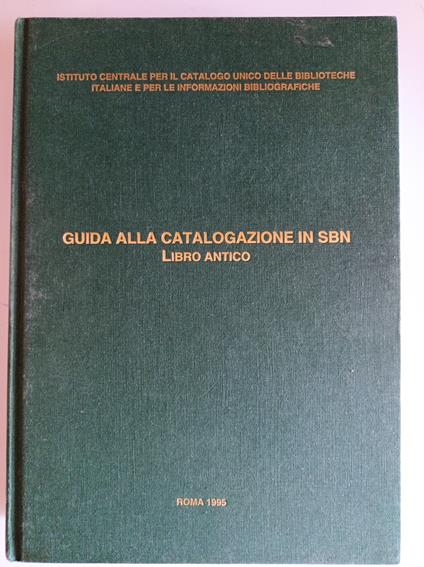 ISTITUTO CENTRALE PER IL CATALOGO UNICO DELLE BIBLIOTECHE
ITALIANE E PER LE INFORMAZIONI BIBLIOGRAFICHE
GUIDA ALLA CATALOGAZIONE IN SBN
LIBRO ANTICO
ROMA 1995